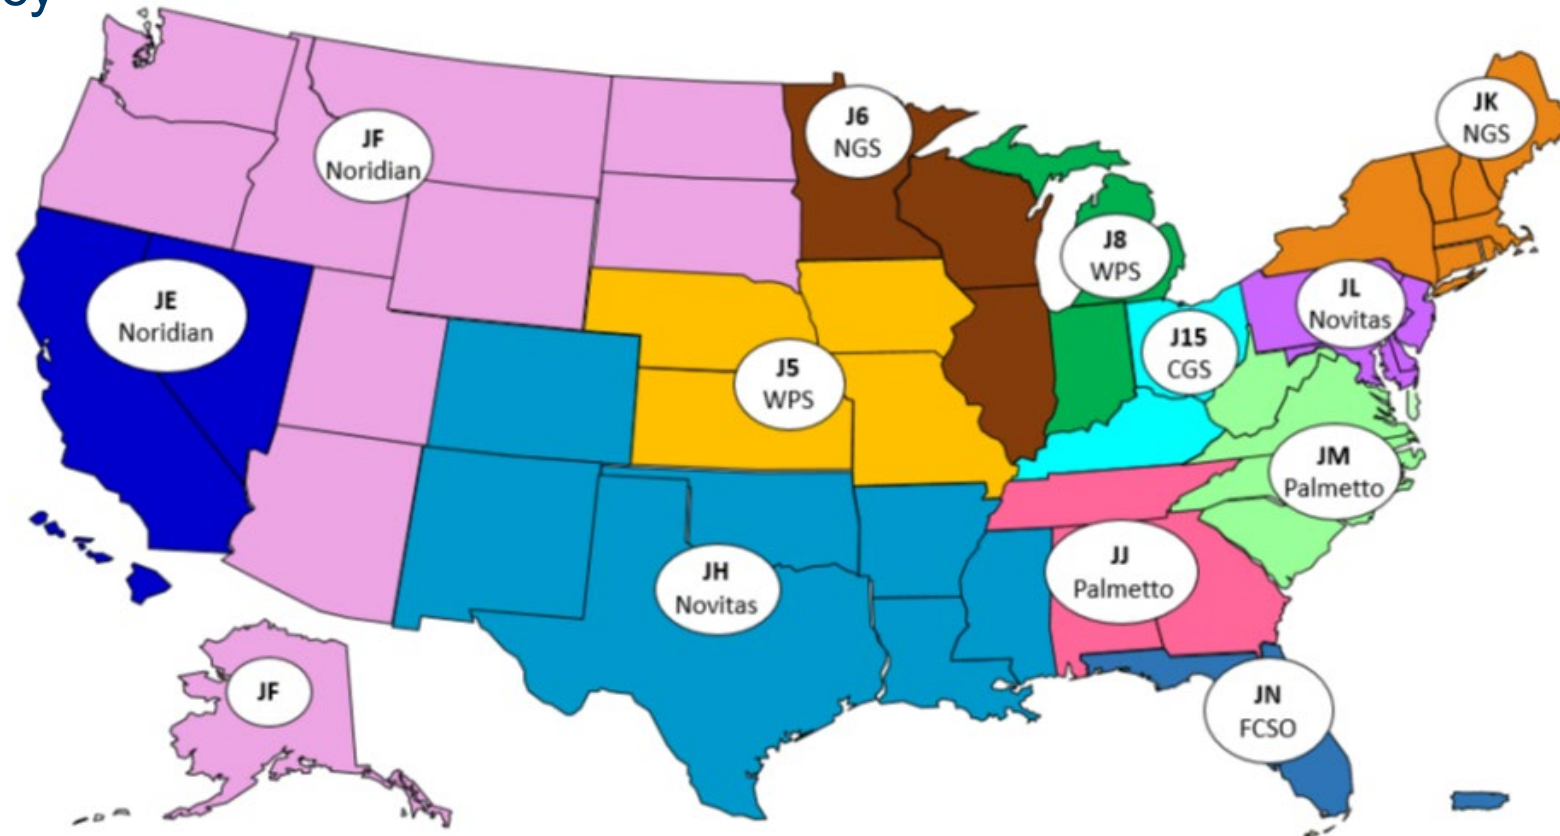 JF
Noridian
J6
NGS
JK
NGS
JE
Noridian
J8
WPS
JL
Novitas
J15
CGS
J5
WPS
JM
Palmetto
JH
Novitas
JJ
Palmetto
JF
JN
FCSO